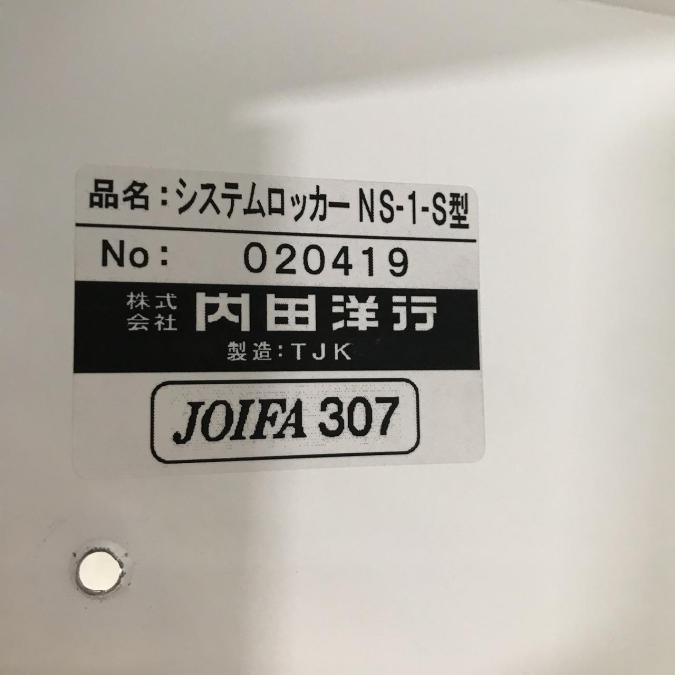 品名：システムロッカー NS-1-S型
No： 020419
株式会社 内田洋行
製造：TJK
JOIFA 307